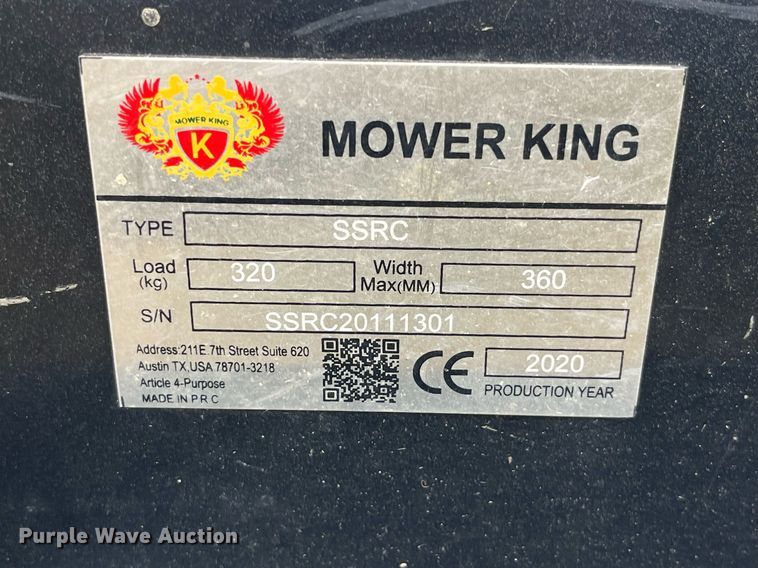 MOWER KING
K
MOWER KING
TYPE SSRC
Load (kg) 320 Width Max(MM) 360
S/N SSRC20111301
Address:211E.7th Street Suite 620
Austin TX,USA 78701-3218
Article 4-Purpose
MADE IN P R C
CE
2020
PRODUCTION YEAR
Purple Wave Auction